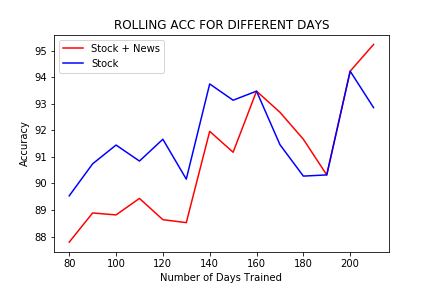 ROLLING ACC FOR DIFFERENT DAYS
Stock + News
Stock
95
94
93
92
91
90
89
88
Accuracy
80 100 120 140 160 180 200
Number of Days Trained